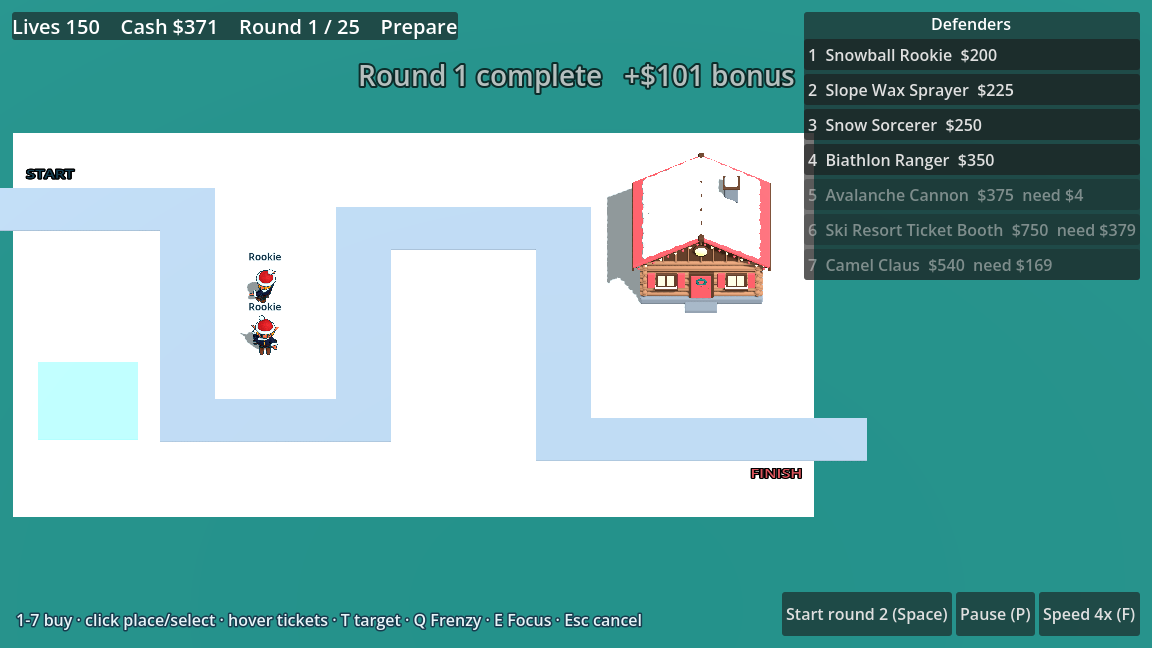 Lives 150 Cash $371 Round 1 / 25 Prepare
Round 1 complete +$101 bonus
Defenders
1 Snowball Rookie $200
2 Slope Wax Sprayer $225
3 Snow Sorcerer $250
4 Biathlon Ranger $350
5 Avalanche Cannon $375 need $4
6 Ski Resort Ticket Booth $750 need $379
7 Camel Claus $540 need $169
START
Rookie
Rookie
FINISH
1-7 buy · click place/select · hover tickets · T target · Q Frenzy · E Focus · Esc cancel
Start round 2 (Space)
Pause (P)
Speed 4x (F)